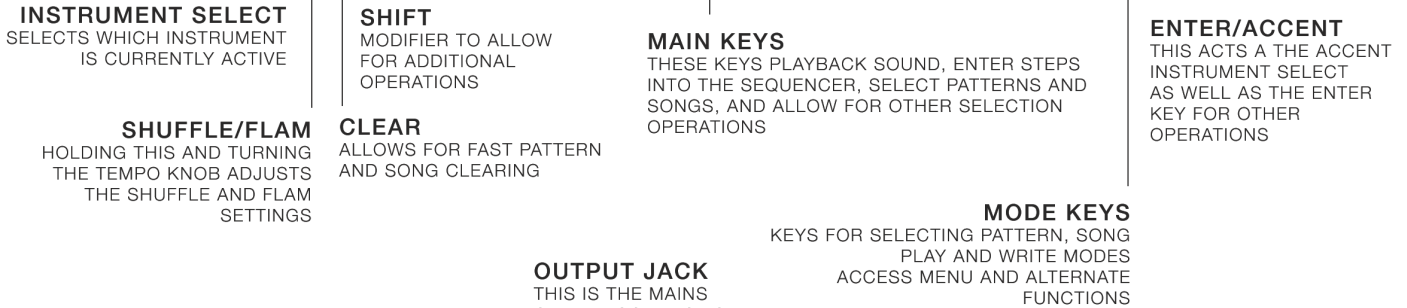 INSTRUMENT SELECT
SELECTS WHICH INSTRUMENT
IS CURRENTLY ACTIVE
SHIFT
MODIFIER TO ALLOW
FOR ADDITIONAL
OPERATIONS
MAIN KEYS
THESE KEYS PLAYBACK SOUND, ENTER STEPS
INTO THE SEQUENCER, SELECT PATTERNS AND
SONGS, AND ALLOW FOR OTHER SELECTION
OPERATIONS
ENTER/ACCENT
THIS ACTS A THE ACCENT
INSTRUMENT SELECT
AS WELL AS THE ENTER
KEY FOR OTHER
OPERATIONS
SHUFFLE/FLAM
HOLDING THIS AND TURNING
THE TEMPO KNOB ADJUSTS
THE SHUFFLE AND FLAM
SETTINGS
CLEAR
ALLOWS FOR FAST PATTERN
AND SONG CLEARING
MODE KEYS
KEYS FOR SELECTING PATTERN, SONG
PLAY AND WRITE MODES
ACCESS MENU AND ALTERNATE
FUNCTIONS
OUTPUT JACK
THIS IS THE MAINS